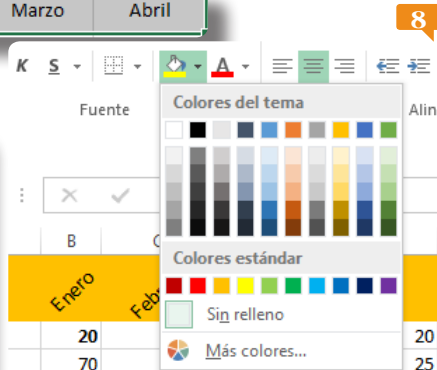 Marzo Abril
8
K S A
Fuente
Alin
Colores del tema
Colores estándar
Sin relleno
Más colores...
B
Enero Feb
20 20
70 25